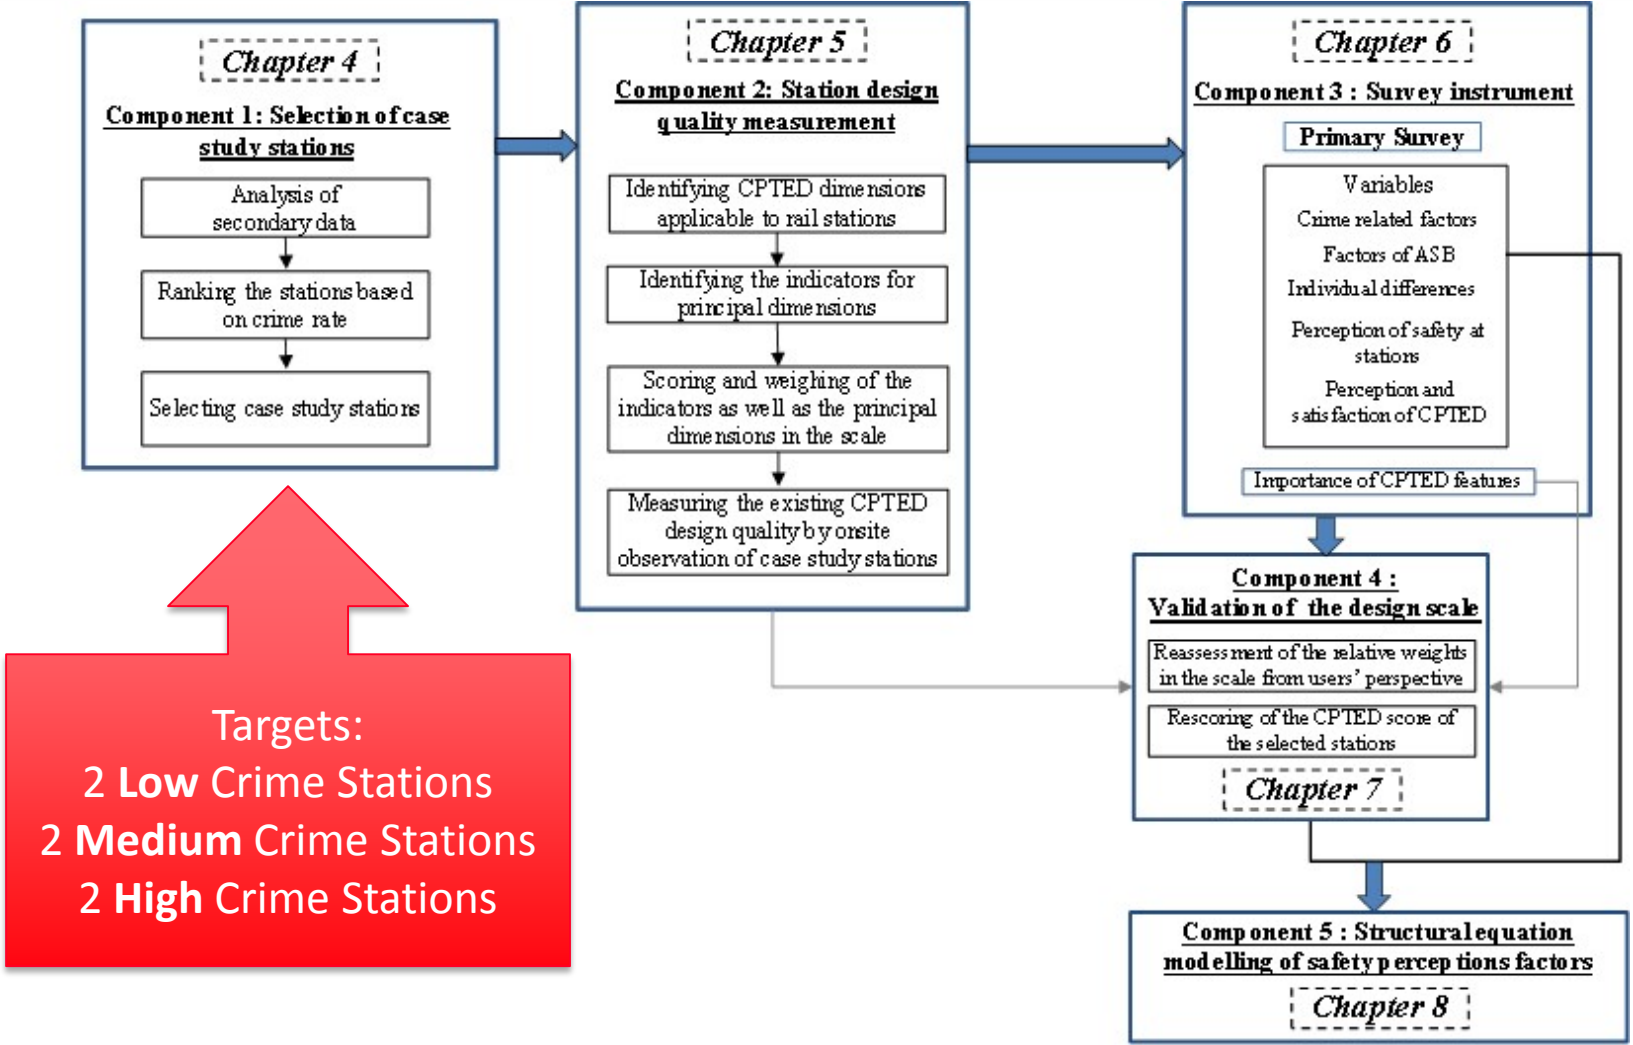 Chapter 4
Component 1: Selection of case
study stations
Analysis of
secondary data
Ranking the stations based
on crime rate
Selecting case study stations
Targets:
2 Low Crime Stations
2 Medium Crime Stations
2 High Crime Stations
Chapter 5
Component 2: Station design
quality measurement
Identifying CPTED dimensions
applicable to rail stations
Identifying the indicators for
principal dimensions
Scoring and weighing of the
indicators as well as the principal
dimensions in the scale
Measuring the existing CPTED
design quality by onsite
observation of case study stations
Chapter 6
Component 3 : Survey instrument
Primary Survey
Variables
Crime related factors
Factors of ASB
Individual differences
Perception of safety at
stations
Perception and
satisfaction of CPTED
Importance of CPTED features
Component 4 :
Validation of the design scale
Reassessment of the relative weights
in the scale from users’ perspective
Rescoring of the CPTED score of
the selected stations
Chapter 7
Component 5 : Structural equation
modelling of safety perceptions factors
Chapter 8